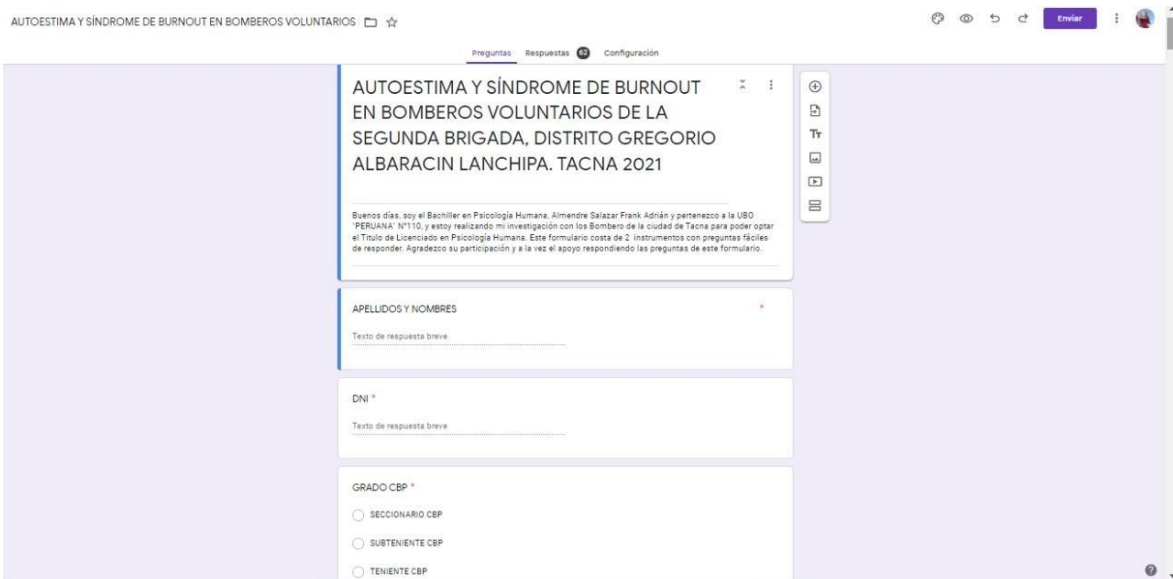 AUTOESTIMA Y SÍNDROME DE BURNOUT EN BOMBEROS VOLUNTARIOS
Enviar
Preguntas Respuestas 62 Configuración
AUTOESTIMA Y SÍNDROME DE BURNOUT
EN BOMBEROS VOLUNTARIOS DE LA
SEGUNDA BRIGADA, DISTRITO GREGORIO
ALBARACIN LANCHIPA. TACNA 2021
Tт
Buenos días, soy el Bachiller en Psicología Humana, Almendre Salazar Frank Adrián y pertenezco a la UBO
"PERUANA" N°110, y estoy realizando mi investigación con los Bombero de la ciudad de Tacna para poder optar
el Titulo de Licenciado en Psicología Humana. Este formulario costa de 2 instrumentos con preguntas fáciles
de responder. Agradezco su participación y a la vez el apoyo respondiendo las preguntas de este formulario.
APELLIDOS Y NOMBRES *
Texto de respuesta breve
DNI *
Texto de respuesta breve
GRADO CBP *
SECCIONARIO CBP
SUBTENIENTE CBP
TENIENTE CBP